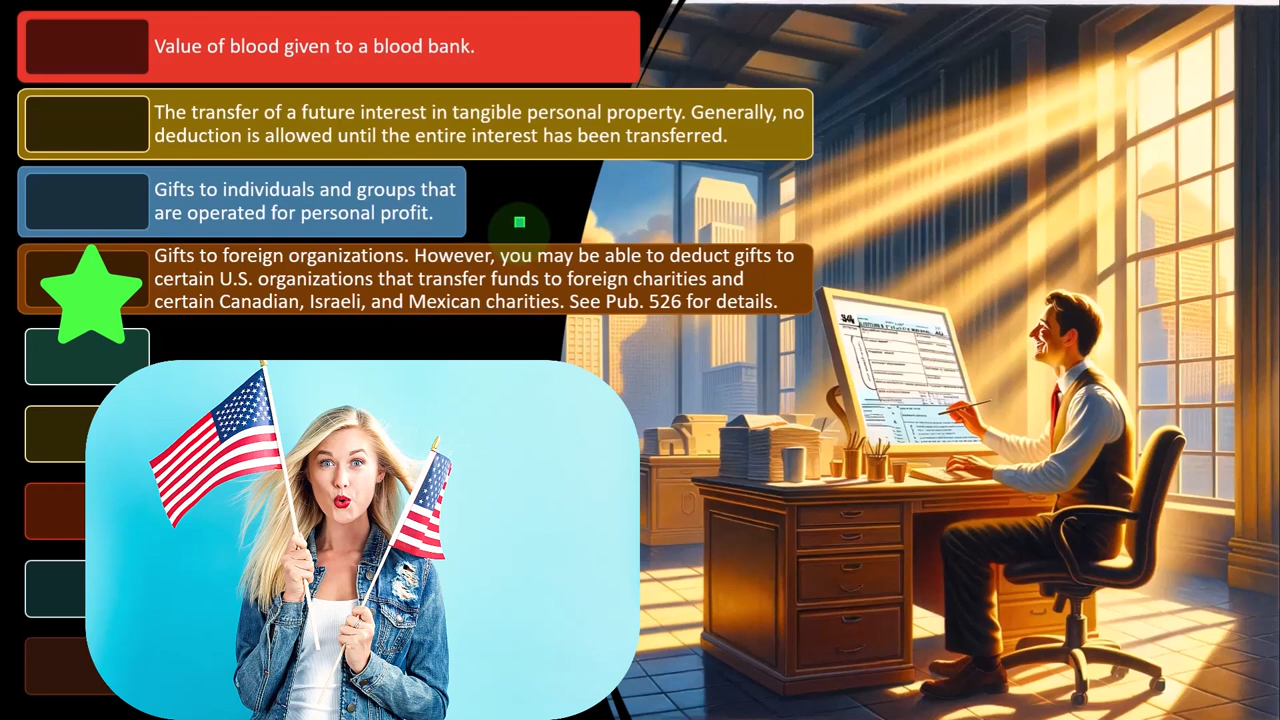 Value of blood given to a blood bank.
The transfer of a future interest in tangible personal property. Generally, no
deduction is allowed until the entire interest has been transferred.
Gifts to individuals and groups that
are operated for personal profit.
Gifts to foreign organizations. However, you may be able to deduct gifts to
certain U.S. organizations that transfer funds to foreign charities and
certain Canadian, Israeli, and Mexican charities. See Pub. 526 for details.